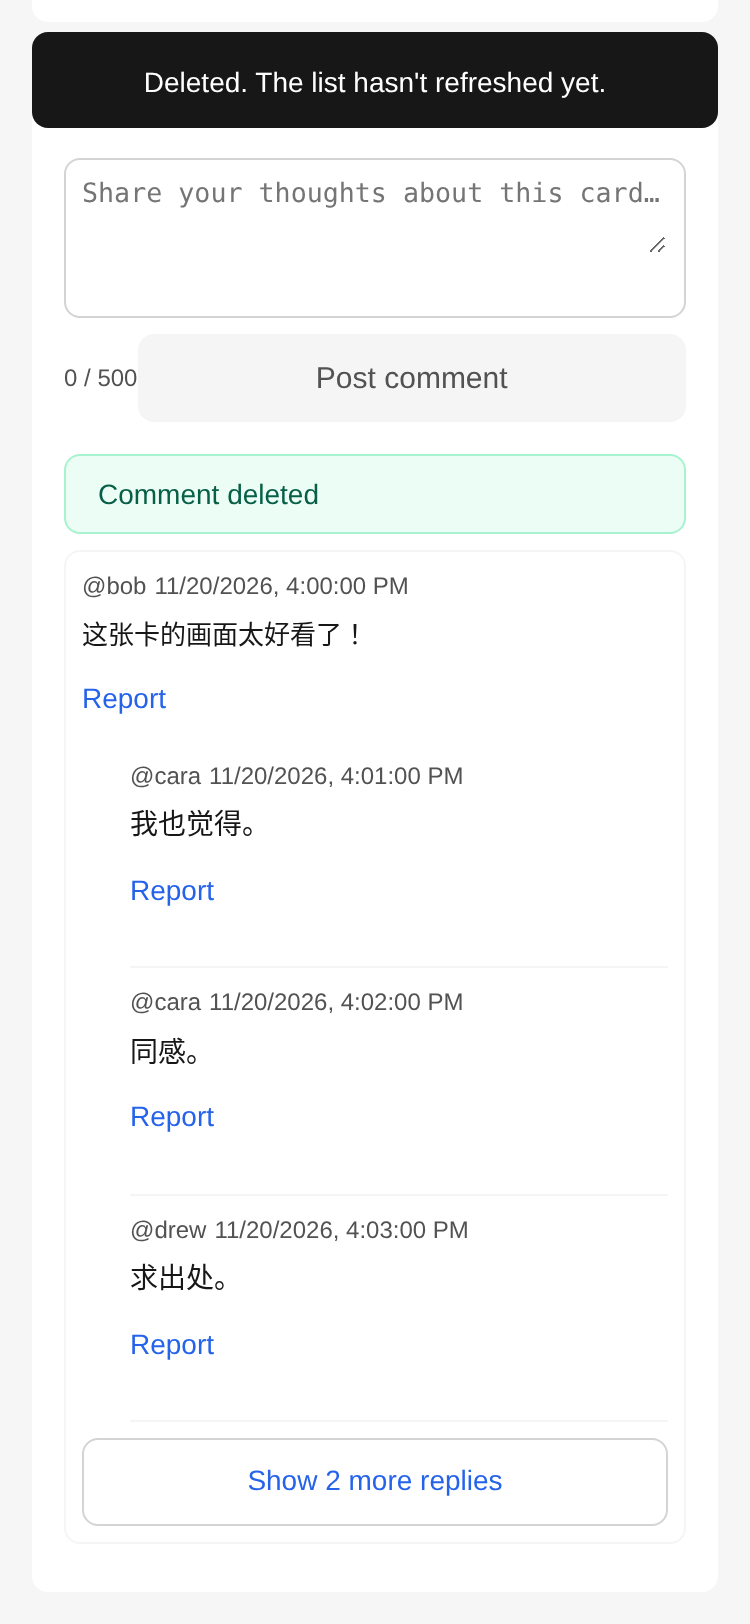 Deleted. The list hasn't refreshed yet.
Share your thoughts about this card…
0 / 500
Post comment
Comment deleted
@bob 11/20/2026, 4:00:00 PM
这张卡的画面太好看了！
Report
@cara 11/20/2026, 4:01:00 PM
我也觉得。
Report
@cara 11/20/2026, 4:02:00 PM
同感。
Report
@drew 11/20/2026, 4:03:00 PM
求出处。
Report
Show 2 more replies